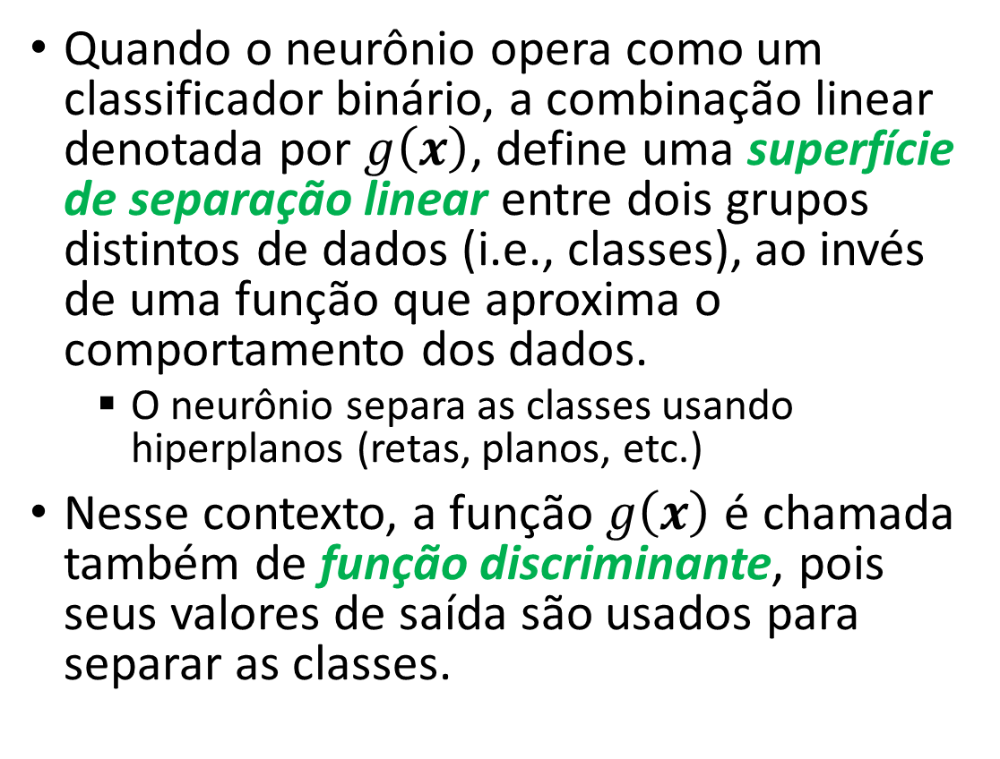 • Quando o neurônio opera como um
classificador binário, a combinação linear
denotada por g(x), define uma superfície
de separação linear entre dois grupos
distintos de dados (i.e., classes), ao invés
de uma função que aproxima o
comportamento dos dados.
▪ O neurônio separa as classes usando
hiperplanos (retas, planos, etc.)
• Nesse contexto, a função g(x) é chamada
também de função discriminante, pois
seus valores de saída são usados para
separar as classes.